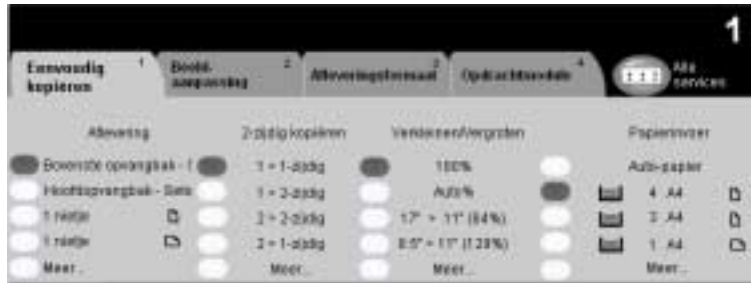 1
Eenvoudig kopiëren 1
Beeld-aanpassing 2
Afleveringsformaat 3
Opdrachtmodule 4
Alle services
Aflevering
Bovenste opvangbak - S
Hoofdopvangbak - Sets
1 nietje
1 nietje
Meer...
2-zijdig kopiëren
1 > 1-zijdig
1 > 2-zijdig
2 > 2-zijdig
2 > 1-zijdig
Meer...
Verkleinen/Vergroten
100%
Auto%
17" > 11" (64%)
8.5" > 11" (129%)
Meer...
Papierinvoer
Auto-papier
4 A4
3 A4
1 A4
Meer...